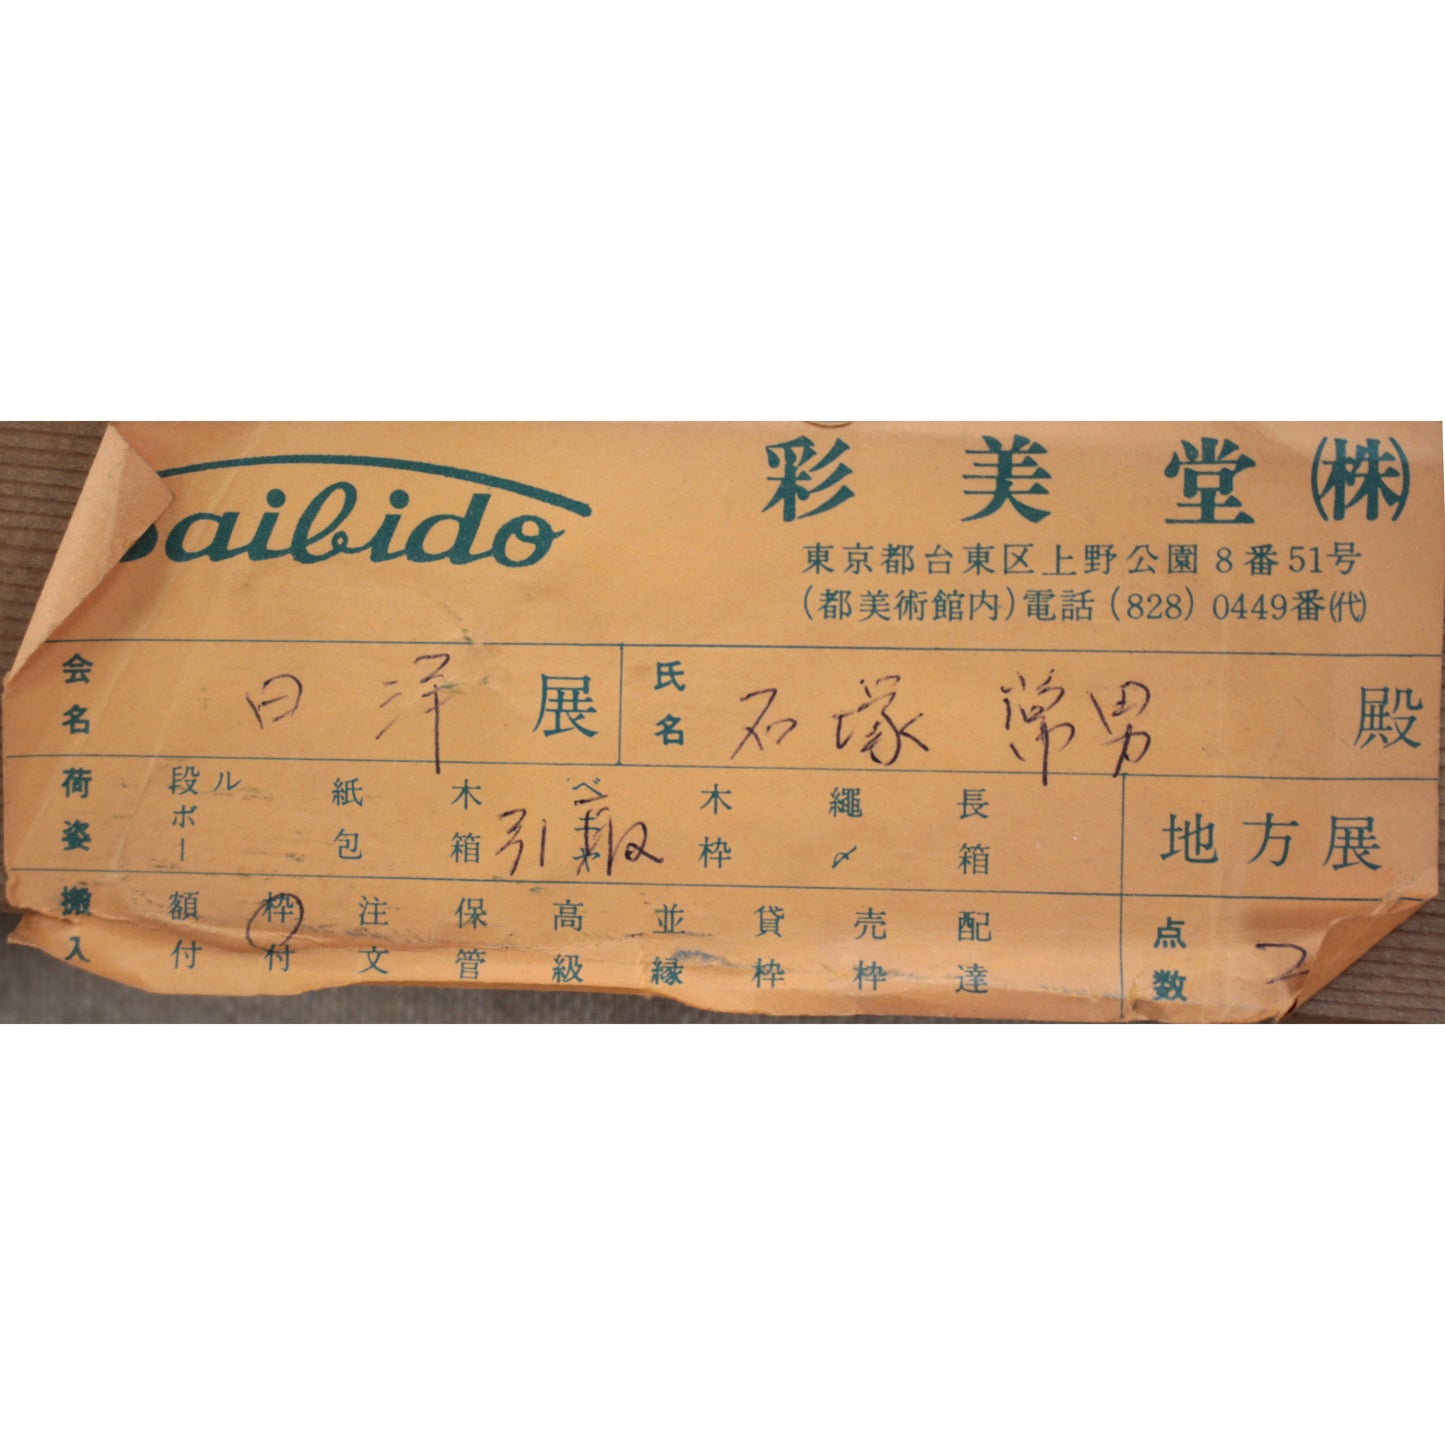 Saibido
彩美堂(株)
東京都台東区上野公園8番51号
(都美術館内)電話(828)0449番(代)
会名 日洋展 氏名 石塚常男 殿
荷姿 段ボール 紙包 木箱 引取 木枠 繩〆 長箱 地方展
搬入 額付 枠付 注文 保管 高級 並縁 貸枠 売枠 配達 点数 2